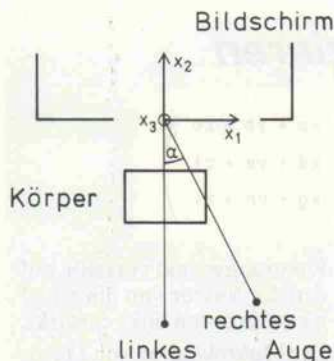 Bildschirm
x₂
x₃
x₁
α
Körper
rechtes
linkes Auge